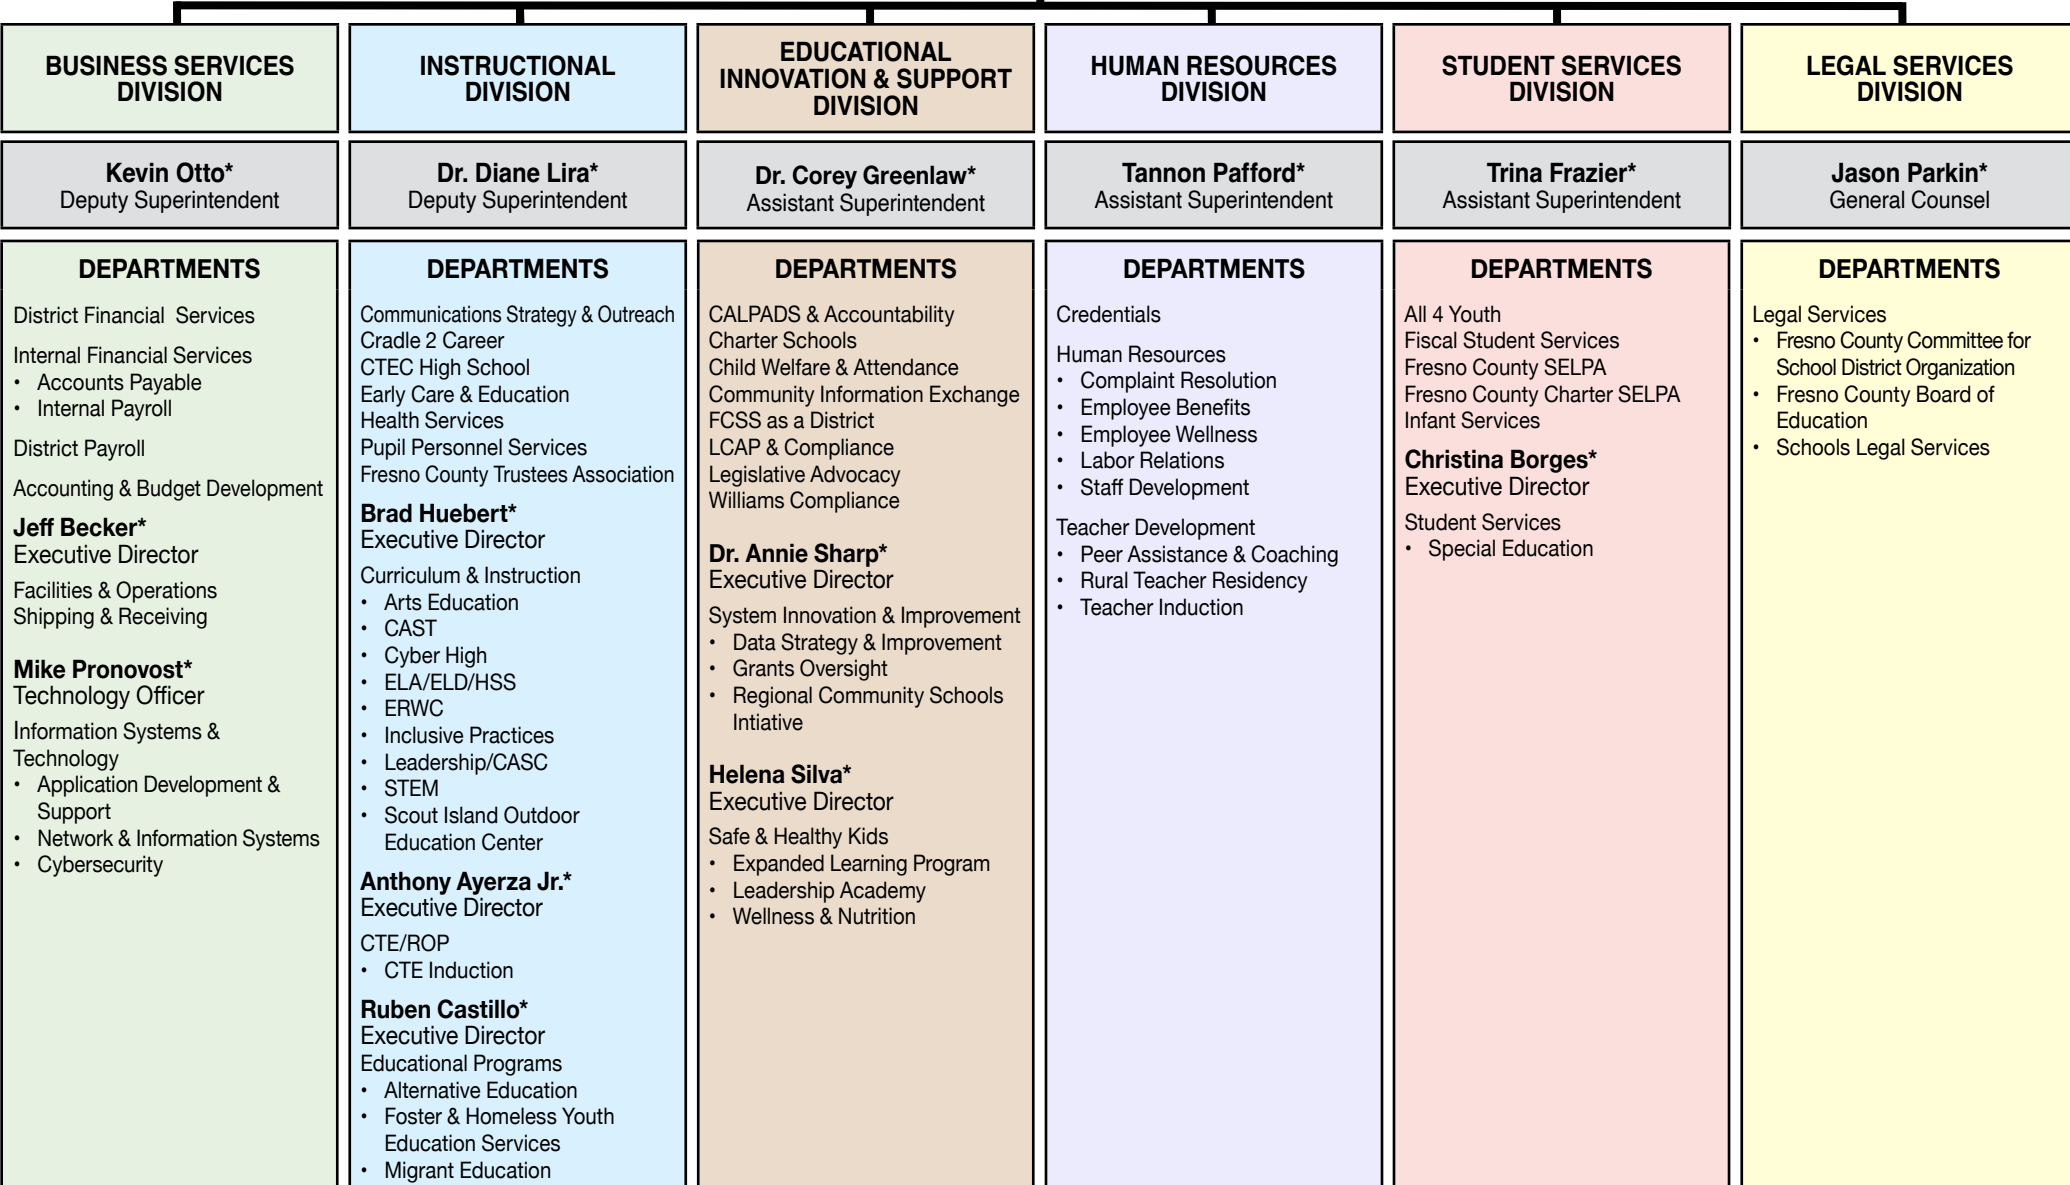 BUSINESS SERVICES
DIVISION
Kevin Otto*
Deputy Superintendent
DEPARTMENTS
District Financial Services
Internal Financial Services
• Accounts Payable
• Internal Payroll
District Payroll
Accounting & Budget Development
Jeff Becker*
Executive Director
Facilities & Operations
Shipping & Receiving
Mike Pronovost*
Technology Officer
Information Systems &
Technology
• Application Development &
Support
• Network & Information Systems
• Cybersecurity
INSTRUCTIONAL
DIVISION
Dr. Diane Lira*
Deputy Superintendent
DEPARTMENTS
Communications Strategy & Outreach
Cradle 2 Career
CTEC High School
Early Care & Education
Health Services
Pupil Personnel Services
Fresno County Trustees Association
Brad Huebert*
Executive Director
Curriculum & Instruction
• Arts Education
• CAST
• Cyber High
• ELA/ELD/HSS
• ERWC
• Inclusive Practices
• Leadership/CASC
• STEM
• Scout Island Outdoor
Education Center
Anthony Ayerza Jr.*
Executive Director
CTE/ROP
• CTE Induction
Ruben Castillo*
Executive Director
Educational Programs
• Alternative Education
• Foster & Homeless Youth
Education Services
• Migrant Education
EDUCATIONAL
INNOVATION & SUPPORT
DIVISION
Dr. Corey Greenlaw*
Assistant Superintendent
DEPARTMENTS
CALPADS & Accountability
Charter Schools
Child Welfare & Attendance
Community Information Exchange
FCSS as a District
LCAP & Compliance
Legislative Advocacy
Williams Compliance
Dr. Annie Sharp*
Executive Director
System Innovation & Improvement
• Data Strategy & Improvement
• Grants Oversight
• Regional Community Schools
Intiative
Helena Silva*
Executive Director
Safe & Healthy Kids
• Expanded Learning Program
• Leadership Academy
• Wellness & Nutrition
HUMAN RESOURCES
DIVISION
Tannon Pafford*
Assistant Superintendent
DEPARTMENTS
Credentials
Human Resources
• Complaint Resolution
• Employee Benefits
• Employee Wellness
• Labor Relations
• Staff Development
Teacher Development
• Peer Assistance & Coaching
• Rural Teacher Residency
• Teacher Induction
STUDENT SERVICES
DIVISION
Trina Frazier*
Assistant Superintendent
DEPARTMENTS
All 4 Youth
Fiscal Student Services
Fresno County SELPA
Fresno County Charter SELPA
Infant Services
Christina Borges*
Executive Director
Student Services
• Special Education
LEGAL SERVICES
DIVISION
Jason Parkin*
General Counsel
DEPARTMENTS
Legal Services
• Fresno County Committee for
School District Organization
• Fresno County Board of
Education
• Schools Legal Services